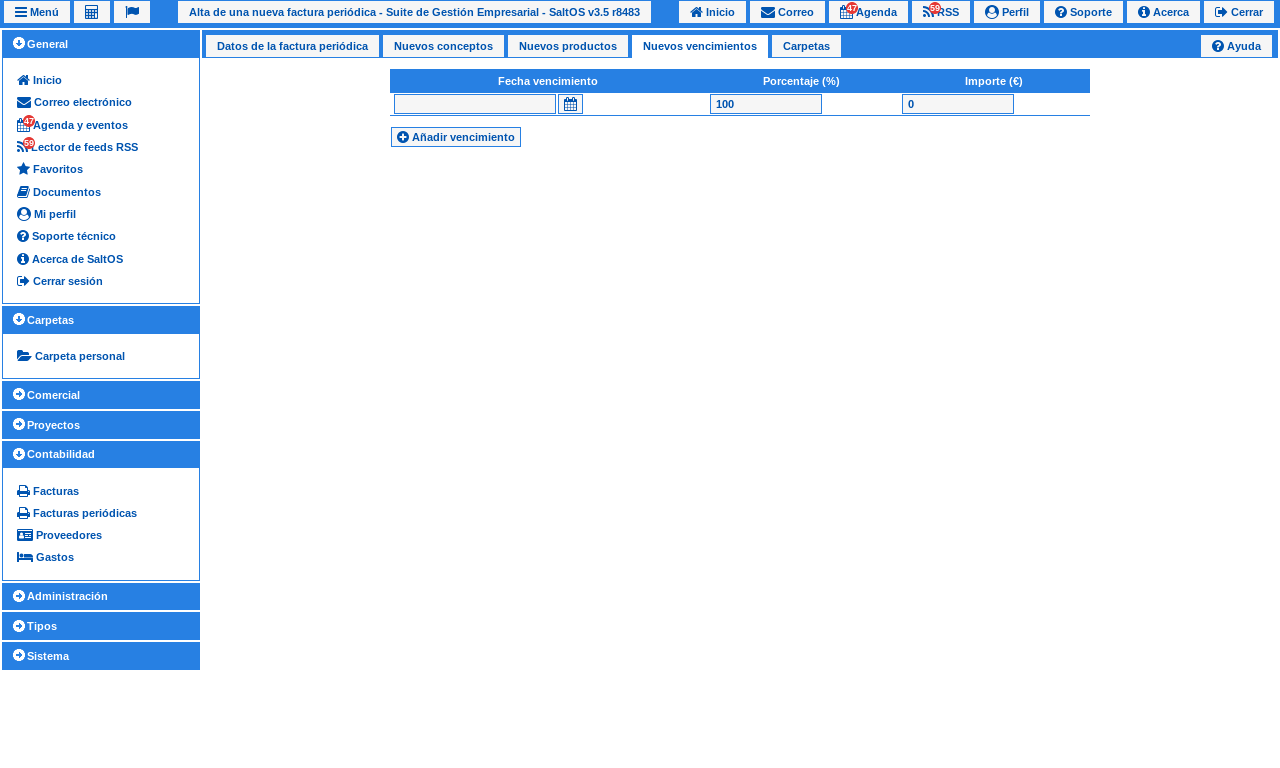 Menú
Alta de una nueva factura periódica - Suite de Gestión Empresarial - SaltOS v3.5 r8483
Inicio
Correo
47
Agenda
59
RSS
Perfil
Soporte
Acerca
Cerrar
General
Inicio
Correo electrónico
47
Agenda y eventos
59
Lector de feeds RSS
Favoritos
Documentos
Mi perfil
Soporte técnico
Acerca de SaltOS
Cerrar sesión
Carpetas
Carpeta personal
Comercial
Proyectos
Contabilidad
Facturas
Facturas periódicas
Proveedores
Gastos
Administración
Tipos
Sistema
Datos de la factura periódica
Nuevos conceptos
Nuevos productos
Nuevos vencimientos
Carpetas
Ayuda
Fecha vencimiento Porcentaje (%) Importe (€)
100 0
Añadir vencimiento